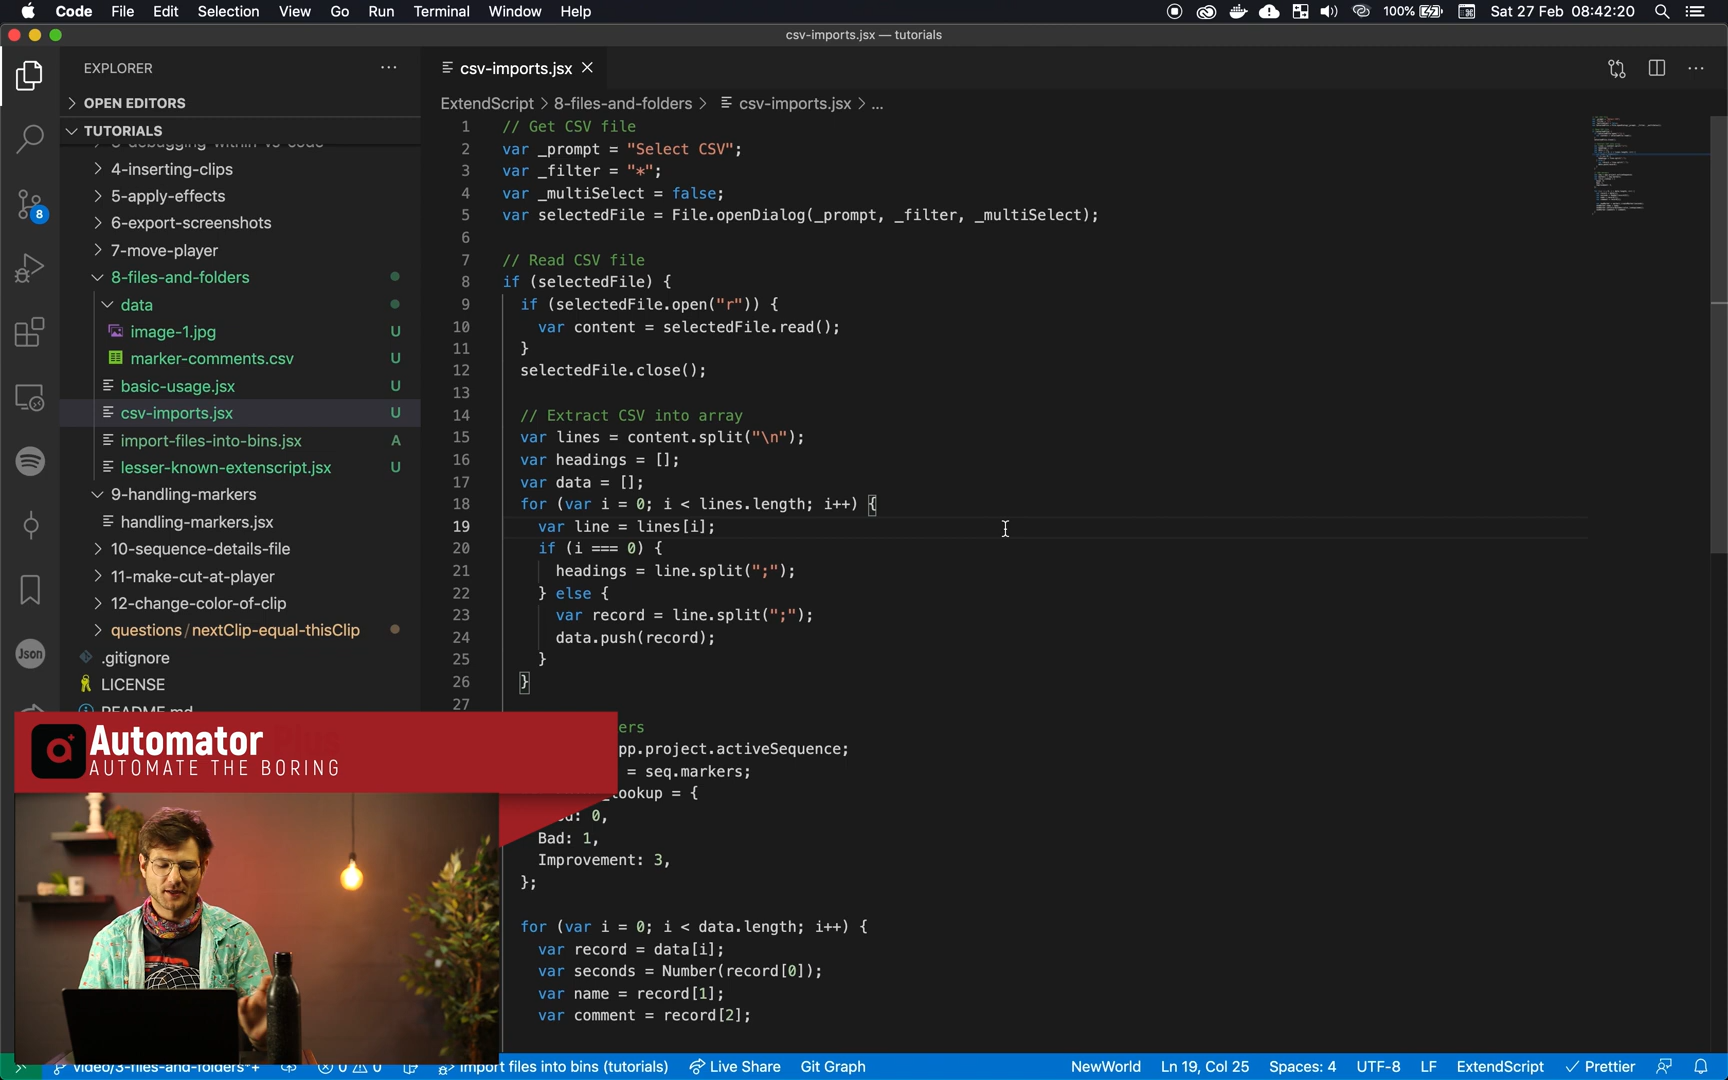 Code File Edit Selection View Go Run Terminal Window Help 100% Sat 27 Feb 08:42:20
csv-imports.jsx — tutorials
EXPLORER
OPEN EDITORS
TUTORIALS
4-inserting-clips
5-apply-effects
6-export-screenshots
7-move-player
8-files-and-folders
data
image-1.jpg U
marker-comments.csv U
basic-usage.jsx U
csv-imports.jsx U
import-files-into-bins.jsx A
lesser-known-extenscript.jsx U
9-handling-markers
handling-markers.jsx
10-sequence-details-file
11-make-cut-at-player
12-change-color-of-clip
questions/nextClip-equal-thisClip
.gitignore
LICENSE
README.md
8
Json
csv-imports.jsx
ExtendScript > 8-files-and-folders > csv-imports.jsx > ...
1 // Get CSV file
2 var _prompt = "Select CSV";
3 var _filter = "*";
4 var _multiSelect = false;
5 var selectedFile = File.openDialog(_prompt, _filter, _multiSelect);
6
7 // Read CSV file
8 if (selectedFile) {
9 if (selectedFile.open("r")) {
10 var content = selectedFile.read();
11 }
12 selectedFile.close();
13
14 // Extract CSV into array
15 var lines = content.split("\n");
16 var headings = [];
17 var data = [];
18 for (var i = 0; i < lines.length; i++) {
19 var line = lines[i];
20 if (i === 0) {
21 headings = line.split(";");
22 } else {
23 var record = line.split(";");
24 data.push(record);
25 }
26 }
27
ers
pp.project.activeSequence;
= seq.markers;
ookup = {
d: 0,
Bad: 1,
Improvement: 3,
};
for (var i = 0; i < data.length; i++) {
var record = data[i];
var seconds = Number(record[0]);
var name = record[1];
var comment = record[2];
Automator Plus
AUTOMATE THE BORING
video/3-files-and-folders*+ 0 0 Import files into bins (tutorials) Live Share Git Graph NewWorld Ln 19, Col 25 Spaces: 4 UTF-8 LF ExtendScript Prettier